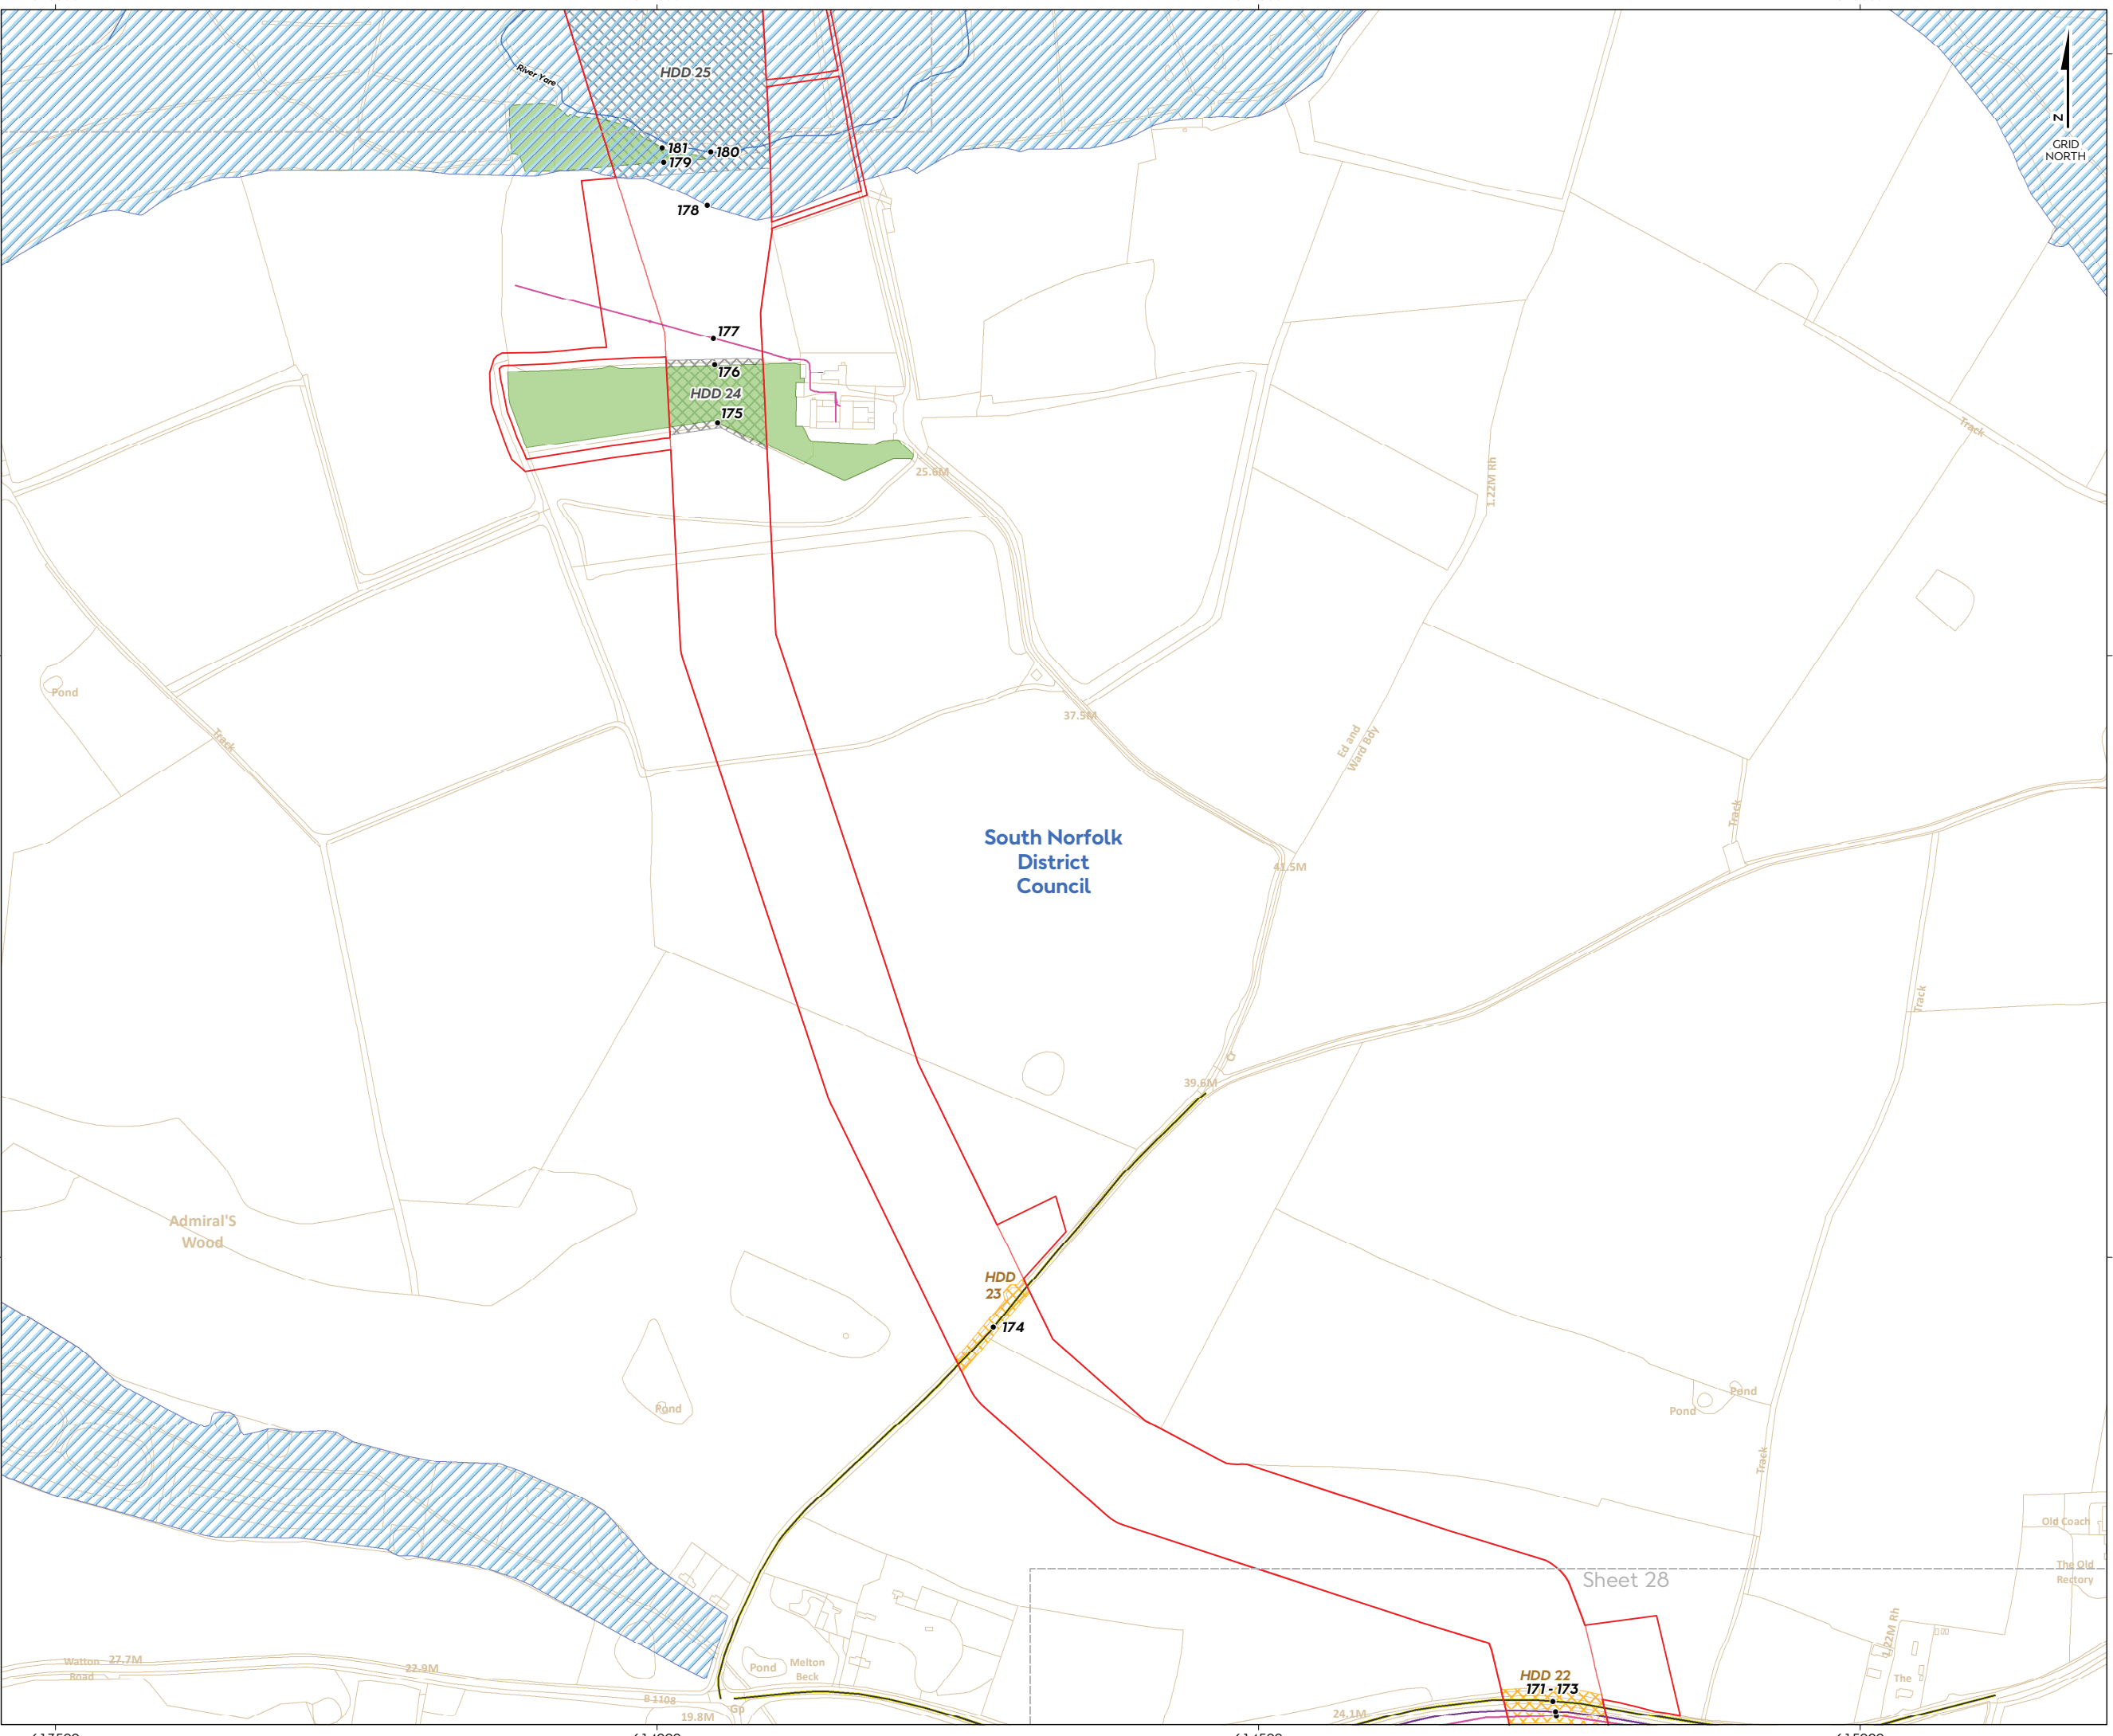 River Yare
HDD 25
181
180
179
178
N
GRID
NORTH
177
176
HDD 24
175
25.6M
Track
1.22M Rh
Pond
37.5M
Track
Ed and
Ward Bdy
Track
South Norfolk
District
Council
41.5M
Track
39.6M
Admiral'S
Wood
HDD
23
174
Pond
Pond
Pond
Track
Old Coach
The Old
Rectory
Sheet 28
1.22M Rh
Watton
Road
27.7M
22.9M
Pond
Melton
Beck
HDD 22
171 - 173
The
B 1108
Gp
19.8M
24.1M